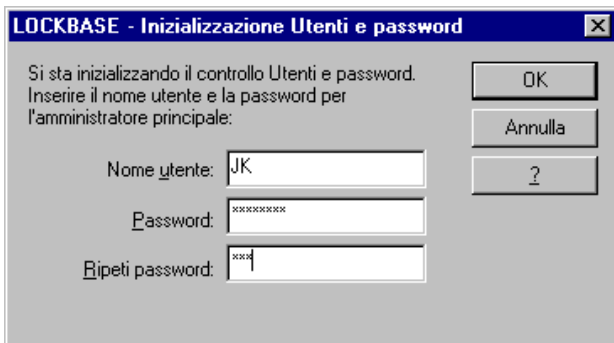 LOCKBASE - Inizializzazione Utenti e password
Si sta inizializzando il controllo Utenti e password.
Inserire il nome utente e la password per
l'amministratore principale:
OK
Annulla
?
Nome utente: JK
Password: ********
Ripeti password: ***